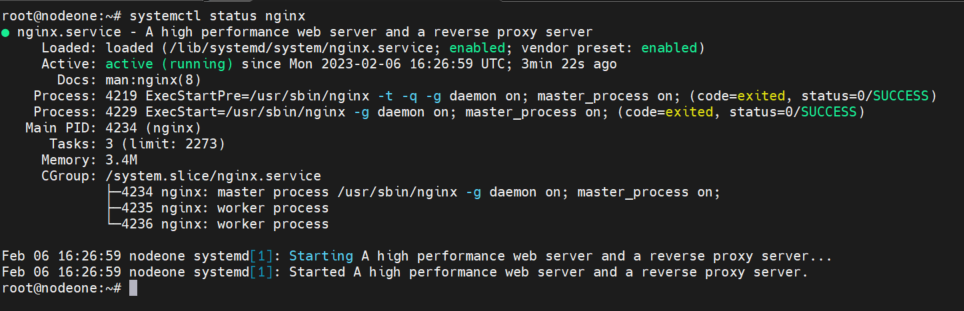 root@nodeone:~# systemctl status nginx
● nginx.service - A high performance web server and a reverse proxy server
     Loaded: loaded (/lib/systemd/system/nginx.service; enabled; vendor preset: enabled)
     Active: active (running) since Mon 2023-02-06 16:26:59 UTC; 3min 22s ago
       Docs: man:nginx(8)
    Process: 4219 ExecStartPre=/usr/sbin/nginx -t -q -g daemon on; master_process on; (code=exited, status=0/SUCCESS)
    Process: 4229 ExecStart=/usr/sbin/nginx -g daemon on; master_process on; (code=exited, status=0/SUCCESS)
   Main PID: 4234 (nginx)
      Tasks: 3 (limit: 2273)
     Memory: 3.4M
     CGroup: /system.slice/nginx.service
             ├─4234 nginx: master process /usr/sbin/nginx -g daemon on; master_process on;
             ├─4235 nginx: worker process
             └─4236 nginx: worker process
Feb 06 16:26:59 nodeone systemd[1]: Starting A high performance web server and a reverse proxy server...
Feb 06 16:26:59 nodeone systemd[1]: Started A high performance web server and a reverse proxy server.
root@nodeone:~#